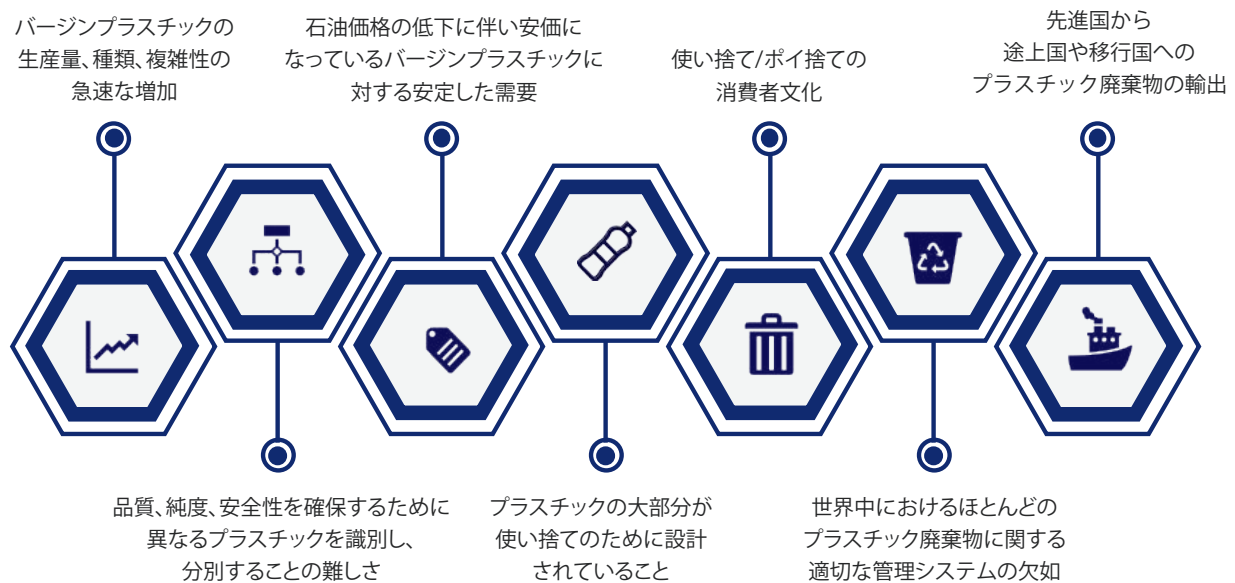 バージンプラスチックの
生産量、種類、複雑性の
急速な増加
石油価格の低下に伴い安価に
なっているバージンプラスチックに
対する安定した需要
使い捨て/ポイ捨ての
消費者文化
先進国から
途上国や移行国への
プラスチック廃棄物の輸出
品質、純度、安全性を確保するために
異なるプラスチックを識別し、
分別することの難しさ
プラスチックの大部分が
使い捨てのために設計
されていること
世界中におけるほとんどの
プラスチック廃棄物に関する
適切な管理システムの欠如